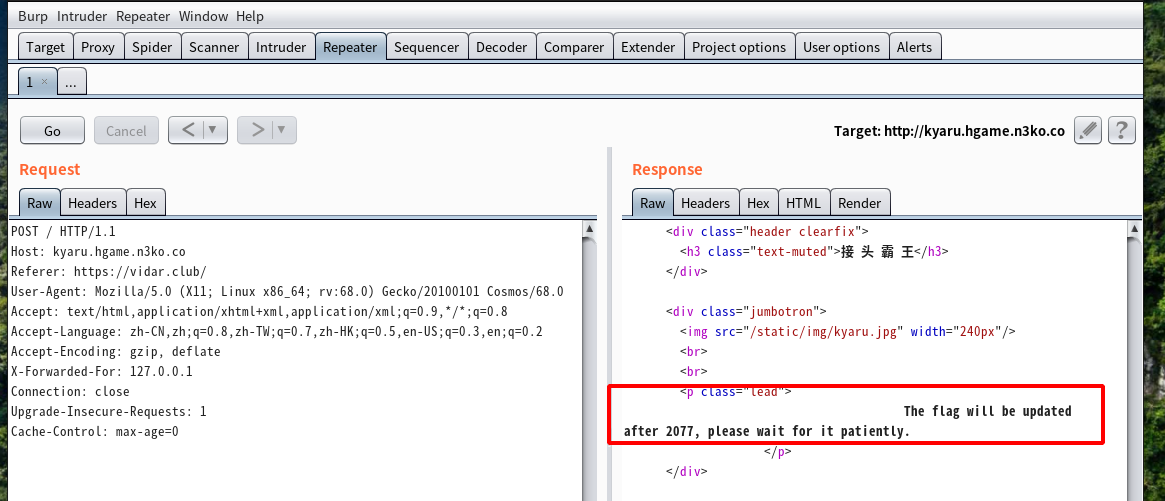 Burp Intruder Repeater Window Help
Target Proxy Spider Scanner Intruder Repeater Sequencer Decoder Comparer Extender Project options User options Alerts
1 × ...
Go Cancel < ▼ > ▼ Target: http://kyaru.hgame.n3ko.co ?
Request
Raw Headers Hex
POST / HTTP/1.1
Host: kyaru.hgame.n3ko.co
Referer: https://vidar.club/
User-Agent: Mozilla/5.0 (X11; Linux x86_64; rv:68.0) Gecko/20100101 Cosmos/68.0
Accept: text/html,application/xhtml+xml,application/xml;q=0.9,*/*;q=0.8
Accept-Language: zh-CN,zh;q=0.8,zh-TW;q=0.7,zh-HK;q=0.5,en-US;q=0.3,en;q=0.2
Accept-Encoding: gzip, deflate
X-Forwarded-For: 127.0.0.1
Connection: close
Upgrade-Insecure-Requests: 1
Cache-Control: max-age=0
Response
Raw Headers Hex HTML Render
<div class="header clearfix">
<h3 class="text-muted">接 头 霸 王</h3>
</div>
<div class="jumbotron">
<img src="/static/img/kyaru.jpg" width="240px"/>
<br>
<br>
<p class="lead">
The flag will be updated
after 2077, please wait for it patiently.
</p>
</div>